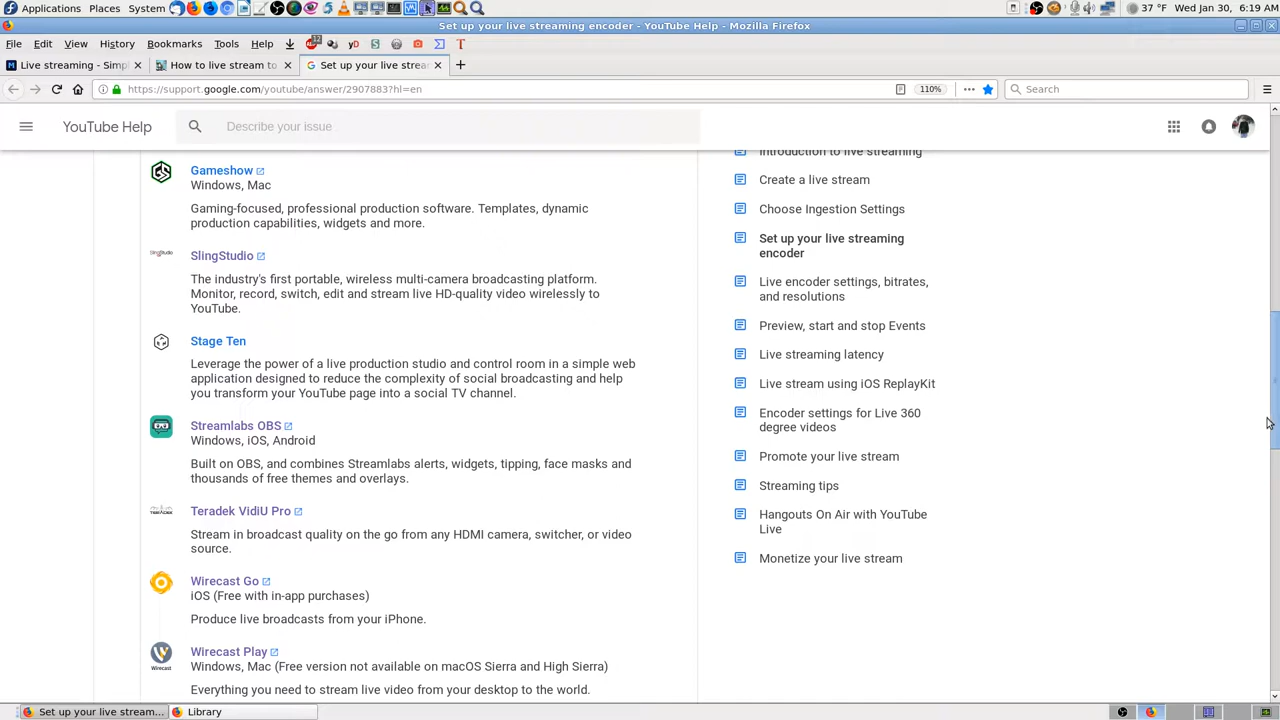 Applications Places System 37 °F Wed Jan 30, 6:19 AM
Set up your live streaming encoder - YouTube Help - Mozilla Firefox
File Edit View History Bookmarks Tools Help 12 yD S T
Live streaming - Simpl How to live stream to Set up your live strea
https://support.google.com/youtube/answer/2907883?hl=en 110% Search
YouTube Help Describe your issue
Gameshow
Windows, Mac
Gaming-focused, professional production software. Templates, dynamic
production capabilities, widgets and more.
SlingStudio
The industry's first portable, wireless multi-camera broadcasting platform.
Monitor, record, switch, edit and stream live HD-quality video wirelessly to
YouTube.
Stage Ten
Leverage the power of a live production studio and control room in a simple web
application designed to reduce the complexity of social broadcasting and help
you transform your YouTube page into a social TV channel.
Streamlabs OBS
Windows, iOS, Android
Built on OBS, and combines Streamlabs alerts, widgets, tipping, face masks and
thousands of free themes and overlays.
Teradek VidiU Pro
Stream in broadcast quality on the go from any HDMI camera, switcher, or video
source.
Wirecast Go
iOS (Free with in-app purchases)
Produce live broadcasts from your iPhone.
Wirecast Play
Windows, Mac (Free version not available on macOS Sierra and High Sierra)
Everything you need to stream live video from your desktop to the world.
Introduction to live streaming
Create a live stream
Choose Ingestion Settings
Set up your live streaming
encoder
Live encoder settings, bitrates,
and resolutions
Preview, start and stop Events
Live streaming latency
Live stream using iOS ReplayKit
Encoder settings for Live 360
degree videos
Promote your live stream
Streaming tips
Hangouts On Air with YouTube
Live
Monetize your live stream
Set up your live stream... Library